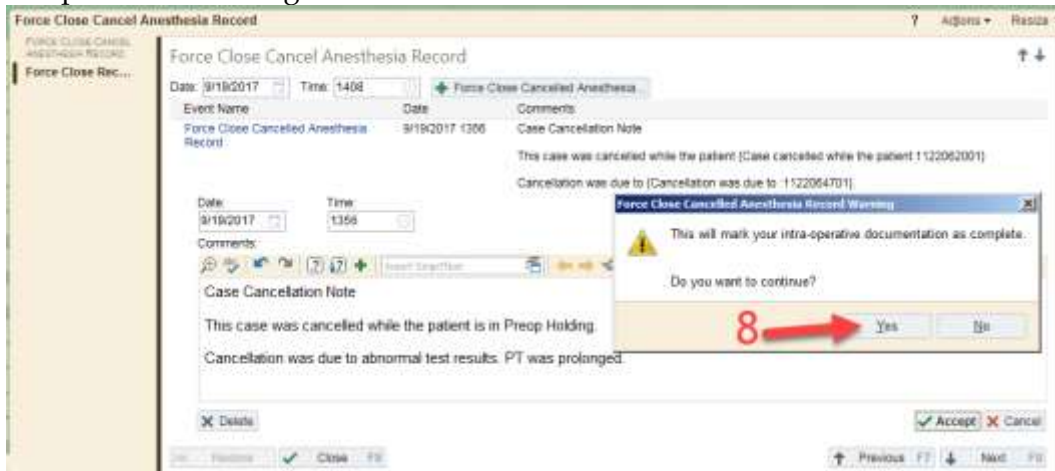 Force Close Cancel Anesthesia Record ? Actions Resize
FORCE CLOSE CANCEL
ANESTHESIA RECORD
Force Close Rec...
Force Close Cancel Anesthesia Record
Date: 9/19/2017 Time: 1408 Force Close Cancelled Anesthesia...
Event Name Date Comments
Force Close Cancelled Anesthesia 9/19/2017 1356 Case Cancellation Note
Record
This case was cancelled while the patient {Case cancelled while the patient:1122062001}
Cancellation was due to {Cancellation was due to :1122064701}
Date: Time:
9/19/2017 1356
Comments:
Insert SmartText
Case Cancellation Note
This case was cancelled while the patient is in Preop Holding.
Cancellation was due to abnormal test results. PT was prolonged.
Force Close Cancelled Anesthesia Record Warning
This will mark your intra-operative documentation as complete.
Do you want to continue?
8
Yes No
Delete Accept Cancel
Restore Close F9 Previous F7 Next F8